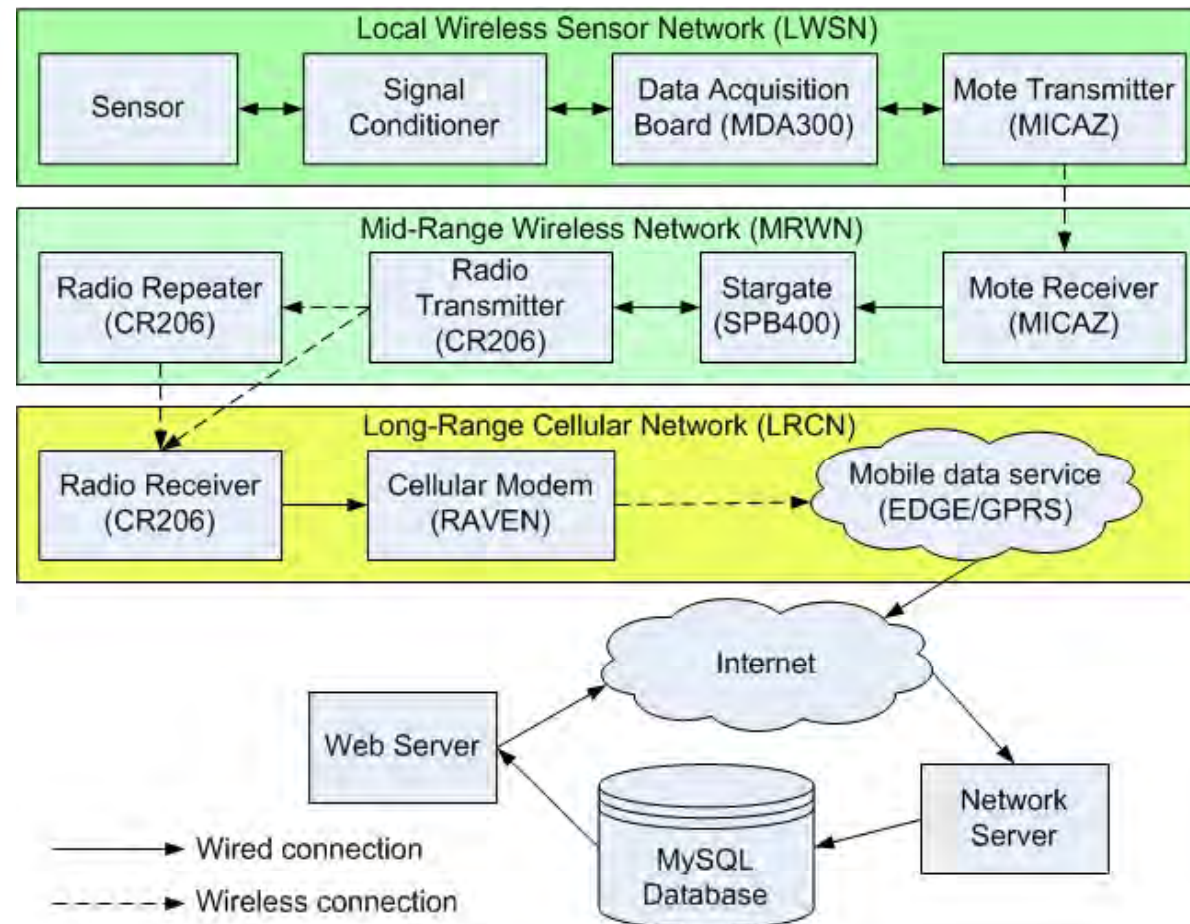 Local Wireless Sensor Network (LWSN)
Sensor
Signal
Conditioner
Data Acquisition
Board (MDA300)
Mote Transmitter
(MICAZ)
Mid-Range Wireless Network (MRWN)
Radio Repeater
(CR206)
Radio
Transmitter
(CR206)
Stargate
(SPB400)
Mote Receiver
(MICAZ)
Long-Range Cellular Network (LRCN)
Radio Receiver
(CR206)
Cellular Modem
(RAVEN)
Mobile data service
(EDGE/GPRS)
Internet
Web Server
Network
Server
MySQL
Database
Wired connection
Wireless connection